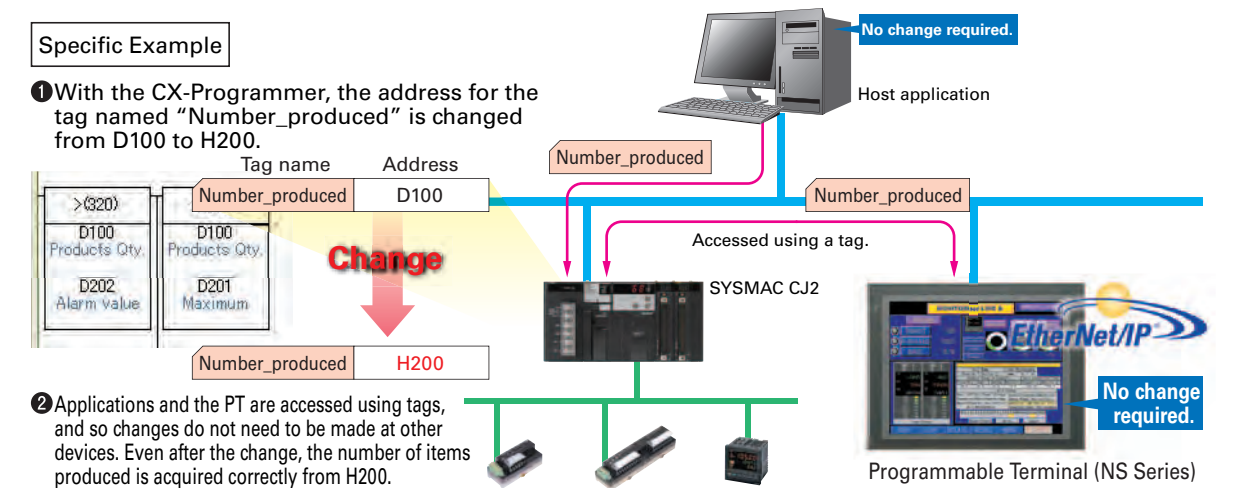 Specific Example
❶With the CX-Programmer, the address for the
tag named “Number_produced” is changed
from D100 to H200.
Tag name Address
Number_produced D100
>(320)
D100
Products Qty.
D202
Alarm value
D100
Products Qty.
D201
Maximum
Change
Number_produced H200
❷Applications and the PT are accessed using tags,
and so changes do not need to be made at other
devices. Even after the change, the number of items
produced is acquired correctly from H200.
No change required.
Host application
Number_produced
Number_produced
Accessed using a tag.
SYSMAC CJ2
EtherNet/IP
No change
required.
Programmable Terminal (NS Series)